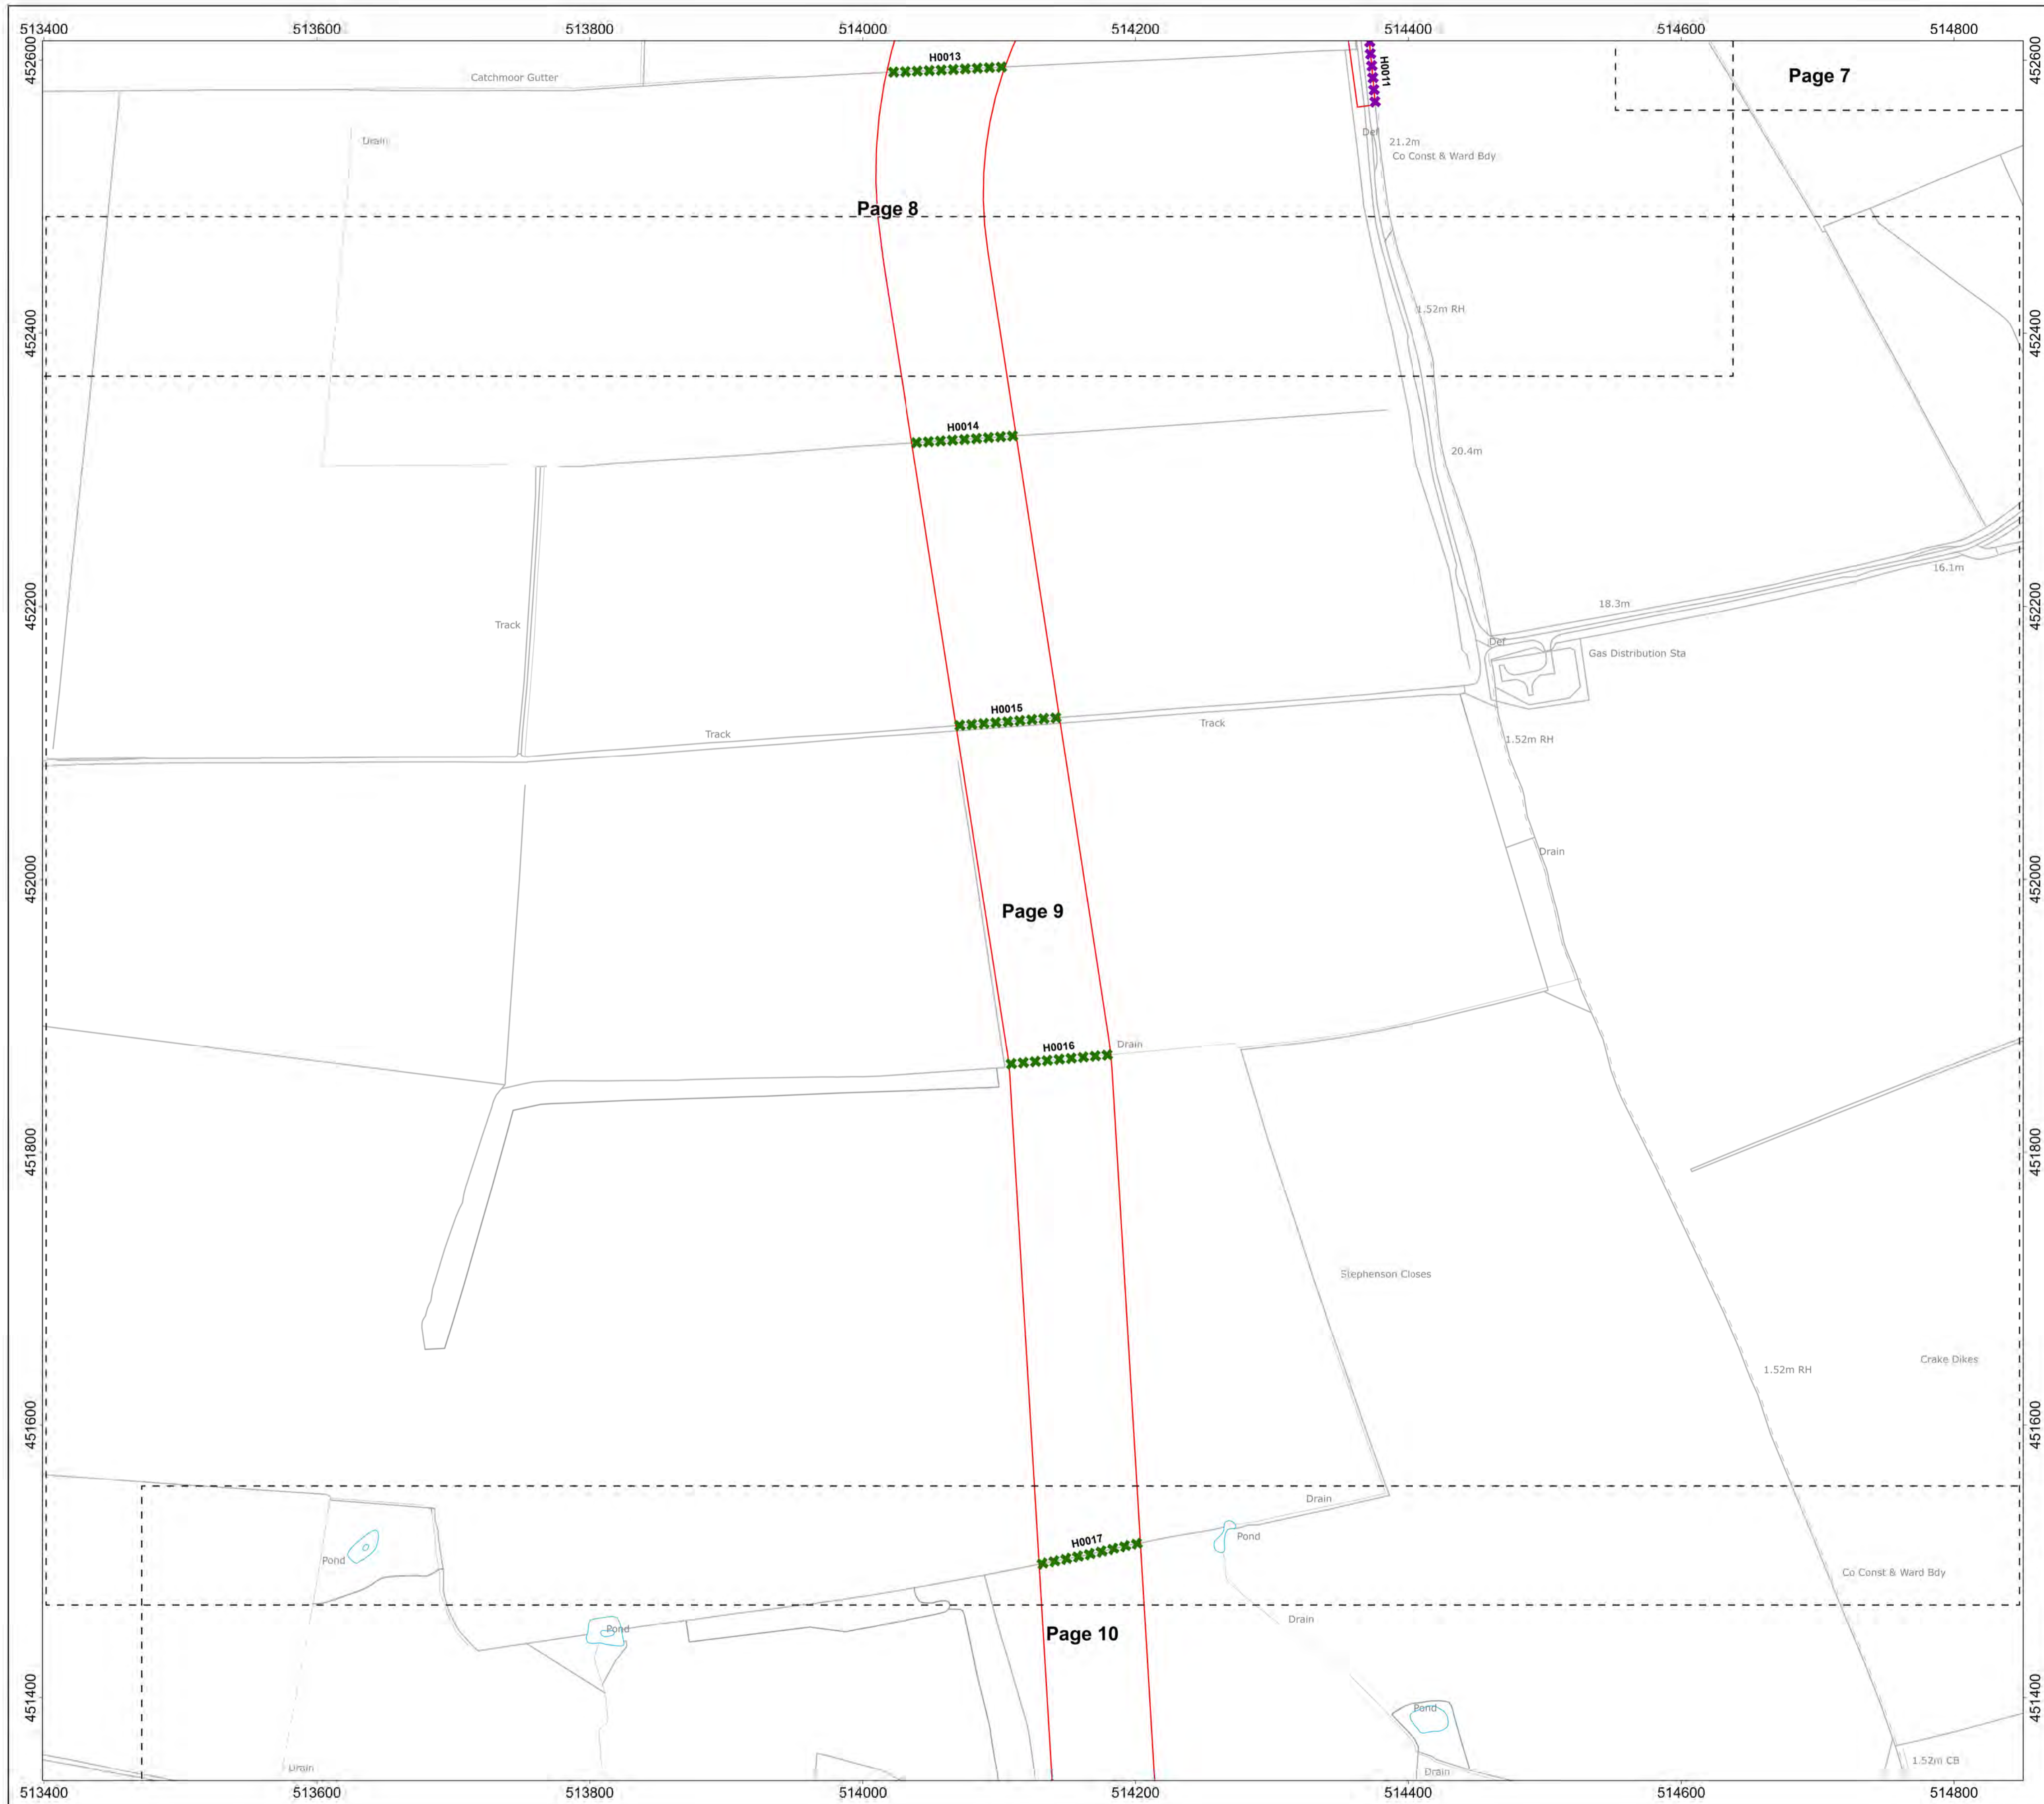 513400 513600 513800 514000 514200 514400 514600 514800
452600
452600
H0013
H0011
Page 7
Catchmoor Gutter
Def
Drain
21.2m
Co Const & Ward Bdy
Page 8
1.52m RH
452400
452400
H0014
20.4m
16.1m
452200
452200
18.3m
Track
Def
Gas Distribution Sta
H0015
Track
Track
1.52m RH
Drain
452000
452000
Page 9
H0016
Drain
451800
451800
Stephenson Closes
Crake Dikes
1.52m RH
451600
451600
Drain
H0017
Pond
Pond
Co Const & Ward Bdy
Drain
Pond
Page 10
451400
451400
Pond
1.52m CB
Drain
Drain
513400 513600 513800 514000 514200 514400 514600 514800